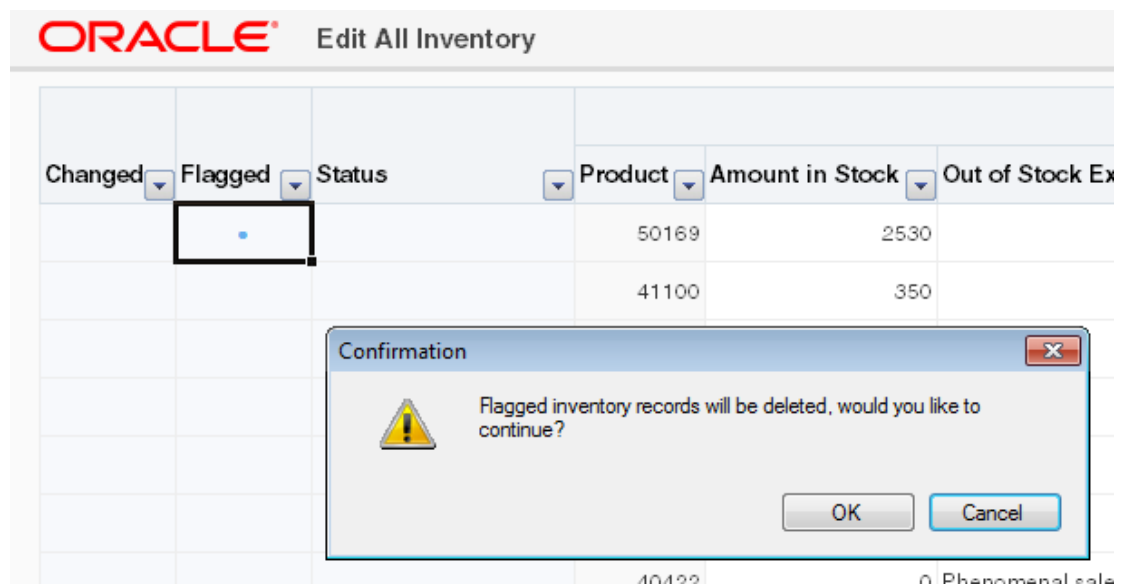 ORACLE® Edit All Inventory
Changed Flagged Status Product Amount in Stock Out of Stock Ex
50169 2530
41100 350
Confirmation
Flagged inventory records will be deleted, would you like to
continue?
OK Cancel
40422 0 Phenomenal sale